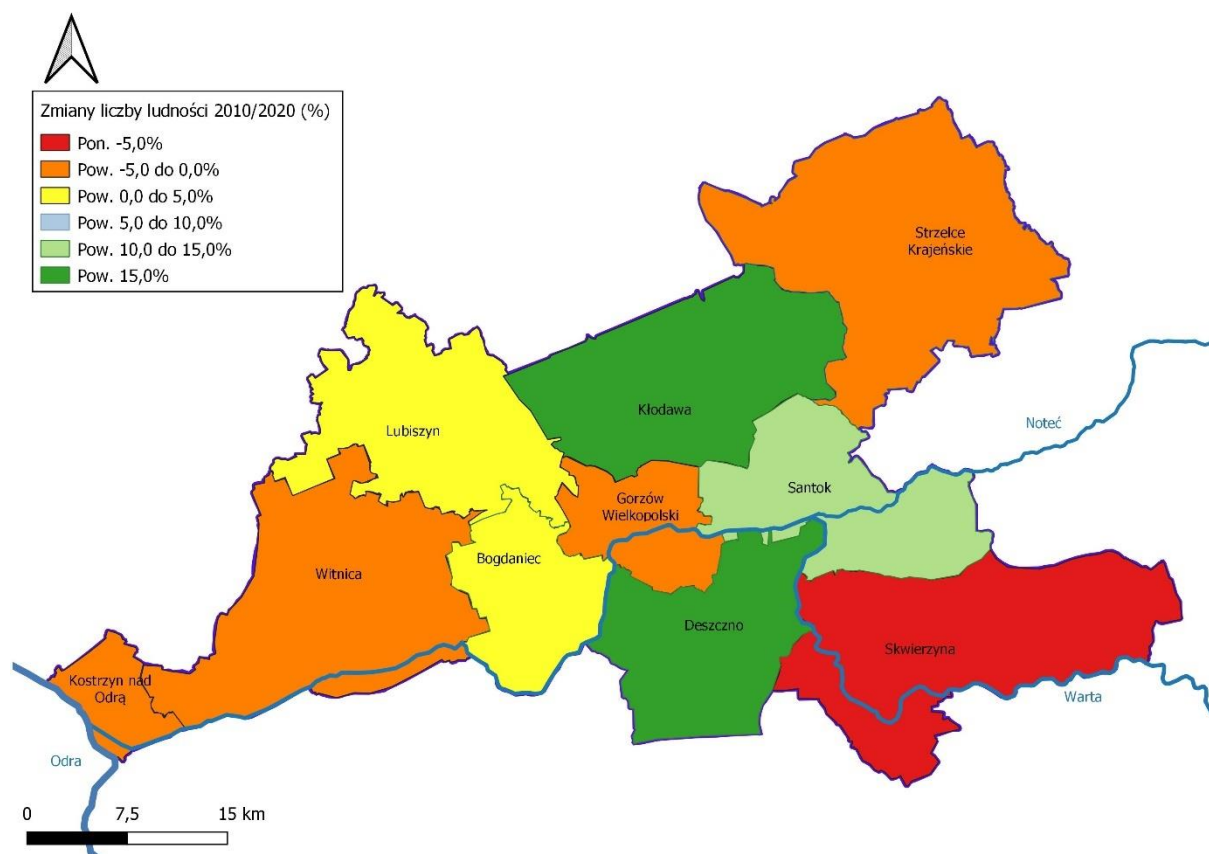 Zmiany liczby ludności 2010/2020 (%)
Pon. -5,0%
Pow. -5,0 do 0,0%
Pow. 0,0 do 5,0%
Pow. 5,0 do 10,0%
Pow. 10,0 do 15,0%
Pow. 15,0%
Strzelce
Krajeńskie
Kłodawa
Noteć
Lubiszyn
Santok
Gorzów
Wielkopolski
Bogdaniec
Witnica
Deszczno
Skwierzyna
Kostrzyn nad
Odrą
Warta
Odra
0 7,5 15 km